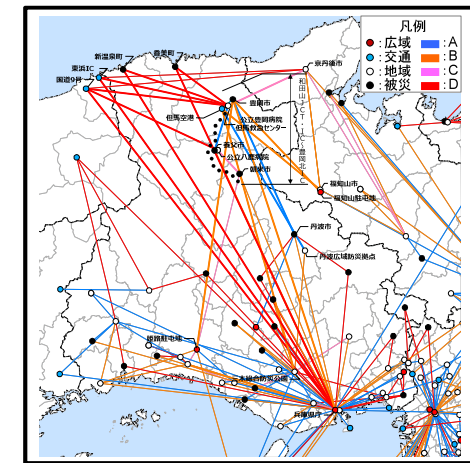 凡例
:広域 :A
:交通 :B
:地域 :C
:被災 :D
新温泉町
香美町
東浜IC
国道9号
京丹後市
豊岡市
公立豊岡病院
但馬救急センター
但馬空港
養父市
公立八鹿病院
朝来市
和田山JCT・IC~豊岡北IC
福知山市
福知山駐屯地
丹波市
丹波広域防災拠点
姫路駐屯地
三木総合防災公園
兵庫県庁